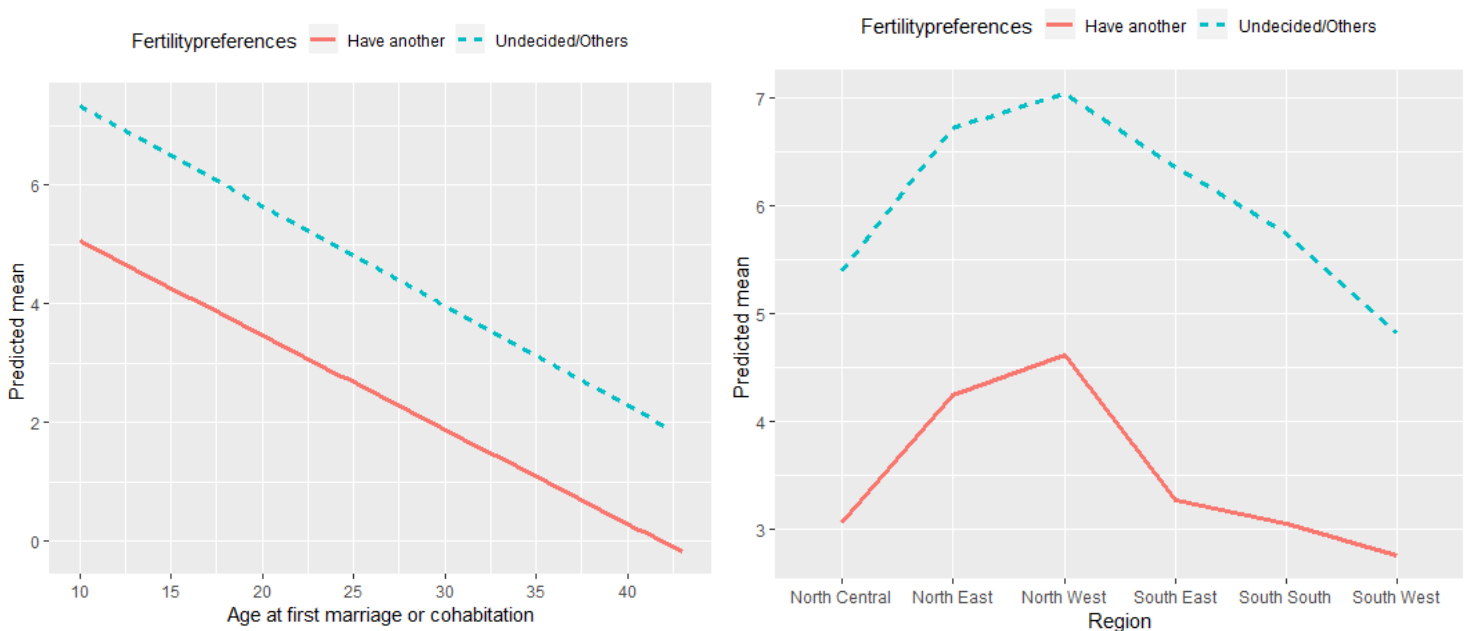 Fertilitypreferences Have another Undecided/Others
6
4
2
0
Predicted mean
10 15 20 25 30 35 40
Age at first marriage or cohabitation
Fertilitypreferences Have another Undecided/Others
7
6
5
4
3
Predicted mean
North Central North East North West South East South South South West
Region